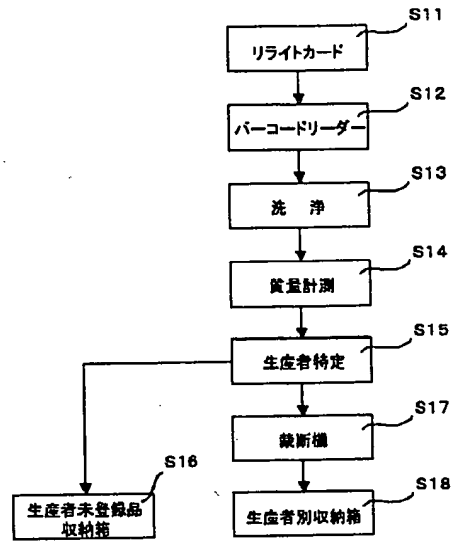 S11
リライトカード
S12
バーコードリーダー
S13
洗 浄
S14
質量計測
S15
生産者特定
S17
裁断機
S16
生産者未登録品
収納箱
S18
生産者別収納箱